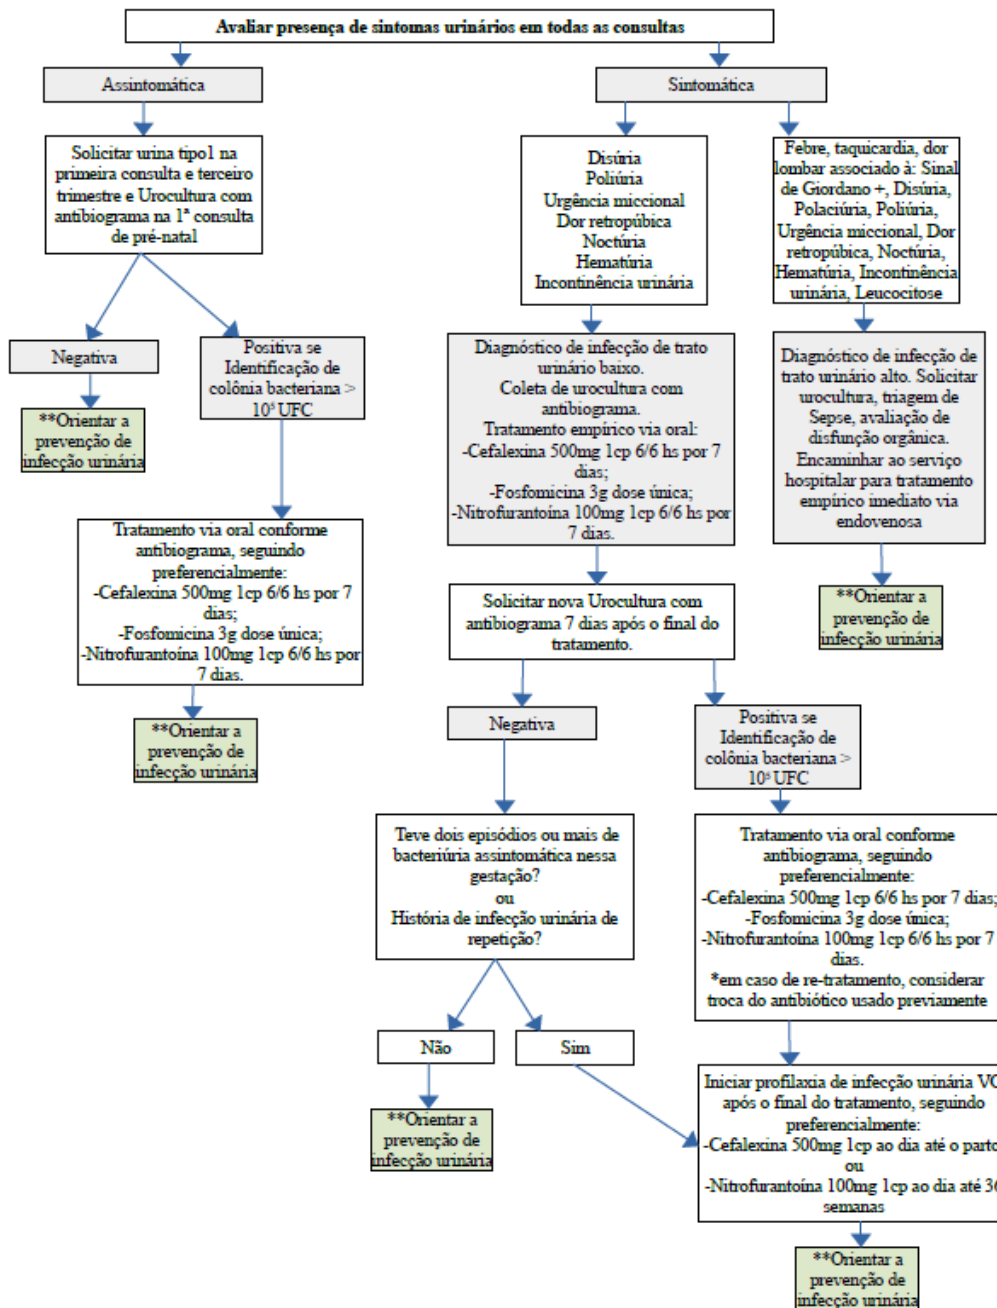 Avaliar presença de sintomas urinários em todas as consultas
Assintomática
Sintomática
Solicitar urina tipo1 na
primeira consulta e terceiro
trimestre e Urocultura com
antibiograma na 1ª consulta
de pré-natal
Disúria
Poliúria
Urgência miccional
Dor retropúbica
Noctúria
Hematúria
Incontinência urinária
Febre, taquicardia, dor
lombar associado à: Sinal
de Giordano +, Disúria,
Polaciúria, Poliúria,
Urgência miccional, Dor
retropúbica, Noctúria,
Hematúria, Incontinência
urinária, Leucocitose
Negativa
Positiva se
Identificação de
colônia bacteriana >
10⁵ UFC
**Orientar a
prevenção de
infecção urinária
Diagnóstico de infecção de trato
urinário baixo.
Coleta de urocultura com
antibiograma.
Tratamento empírico via oral:
-Cefalexina 500mg 1cp 6/6 hs por 7
dias;
-Fosfomicina 3g dose única;
-Nitrofurantoína 100mg 1cp 6/6 hs por
7 dias.
Diagnóstico de infecção de
trato urinário alto. Solicitar
urocultura, triagem de
Sepse, avaliação de
disfunção orgânica.
Encaminhar ao serviço
hospitalar para tratamento
empírico imediato via
endovenosa
Tratamento via oral conforme
antibiograma, seguindo
preferencialmente:
-Cefalexina 500mg 1cp 6/6 hs por 7
dias;
-Fosfomicina 3g dose única;
-Nitrofurantoína 100mg 1cp 6/6 hs por
7 dias.
**Orientar a
prevenção de
infecção urinária
Solicitar nova Urocultura com
antibiograma 7 dias após o final do
tratamento.
**Orientar a
prevenção de
infecção urinária
Negativa
Positiva se
Identificação de
colônia bacteriana >
10⁵ UFC
Teve dois episódios ou mais de
bacteriúria assintomática nessa
gestação?
ou
História de infecção urinária de
repetição?
Tratamento via oral conforme
antibiograma, seguindo
preferencialmente:
-Cefalexina 500mg 1cp 6/6 hs por 7 dias;
-Fosfomicina 3g dose única;
-Nitrofurantoína 100mg 1cp 6/6 hs por 7
dias.
*em caso de re-tratamento, considerar
troca do antibiótico usado previamente
Não
Sim
**Orientar a
prevenção de
infecção urinária
Iniciar profilaxia de infecção urinária VO
após o final do tratamento, seguindo
preferencialmente:
-Cefalexina 500mg 1cp ao dia até o parto
ou
-Nitrofurantoína 100mg 1cp ao dia até 36
semanas
**Orientar a
prevenção de
infecção urinária